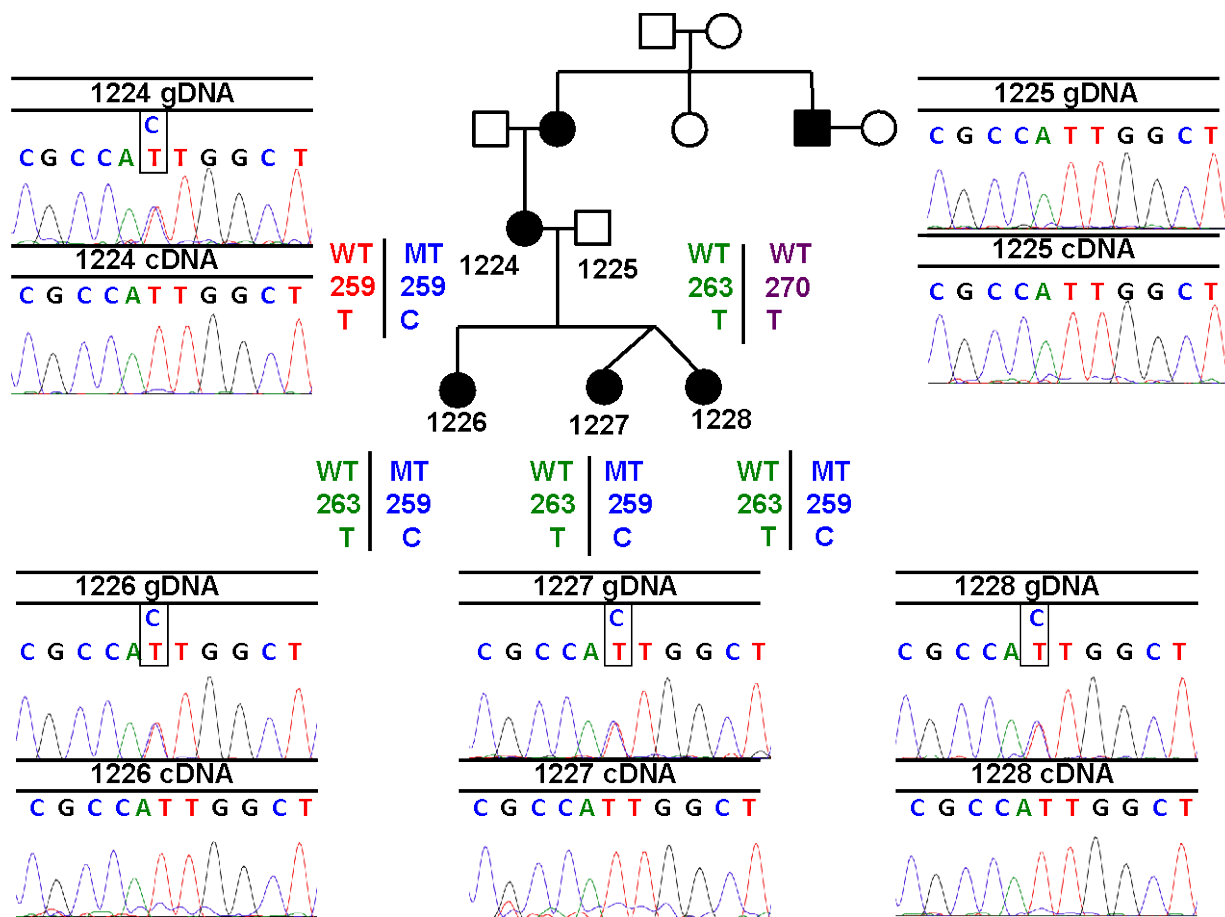 1224 gDNA
C
C G C C A T T G G C T
1224 cDNA
C G C C A T T G G C T
1225 gDNA
C G C C A T T G G C T
1225 cDNA
C G C C A T T G G C T
1224
1225
WT MT
259 259
T C
WT WT
263 270
T T
1226
1227
1228
WT MT
263 259
T C
WT MT
263 259
T C
WT MT
263 259
T C
1226 gDNA
C
C G C C A T T G G C T
1226 cDNA
C G C C A T T G G C T
1227 gDNA
C
C G C C A T T G G C T
1227 cDNA
C G C C A T T G G C T
1228 gDNA
C
C G C C A T T G G C T
1228 cDNA
C G C C A T T G G C T